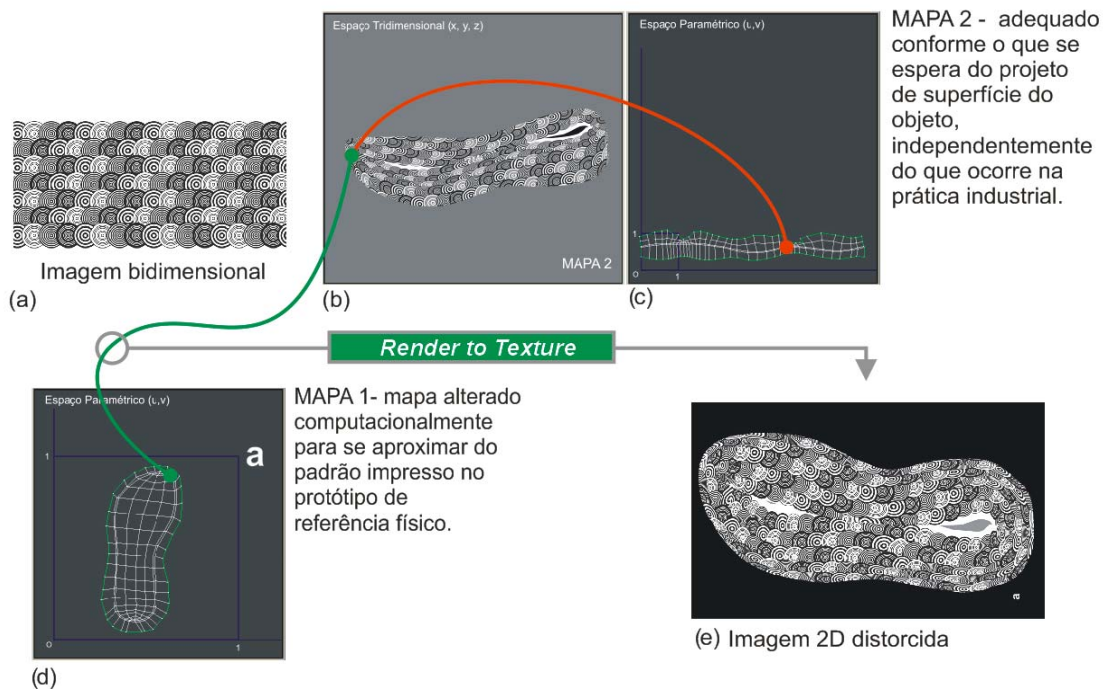 Espaço Tridimensional (x, y, z)
MAPA 2
Espaço Paramétrico (u,v)
1
0
1
MAPA 2 - adequado
conforme o que se
espera do projeto
de superfície do
objeto,
independentemente
do que ocorre na
prática industrial.
Imagem bidimensional
(a)
(b)
(c)
Render to Texture
Espaço Paramétrico (u,v)
a
1
0
1
(d)
MAPA 1- mapa alterado
computacionalmente
para se aproximar do
padrão impresso no
protótipo de
referência físico.
a
(e) Imagem 2D distorcida